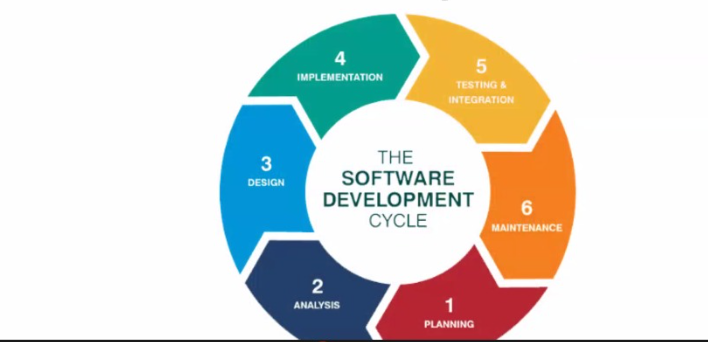 THE
SOFTWARE
DEVELOPMENT
CYCLE
1
PLANNING
2
ANALYSIS
3
DESIGN
4
IMPLEMENTATION
5
TESTING &
INTEGRATION
6
MAINTENANCE